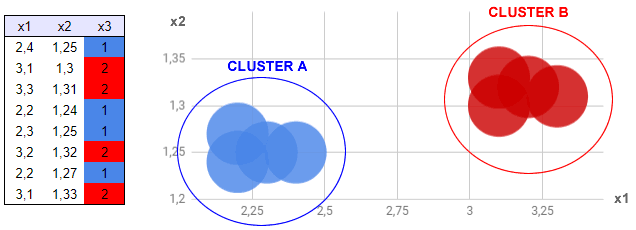 x1 x2 x3
2,4 1,25 1
3,1 1,3 2
3,3 1,31 2
2,2 1,24 1
2,3 1,25 1
3,2 1,32 2
2,2 1,27 1
3,1 1,33 2
CLUSTER B
x2
1,35
CLUSTER A
1,3
1,25
1,2
x1
2,25 2,5 2,75 3 3,25